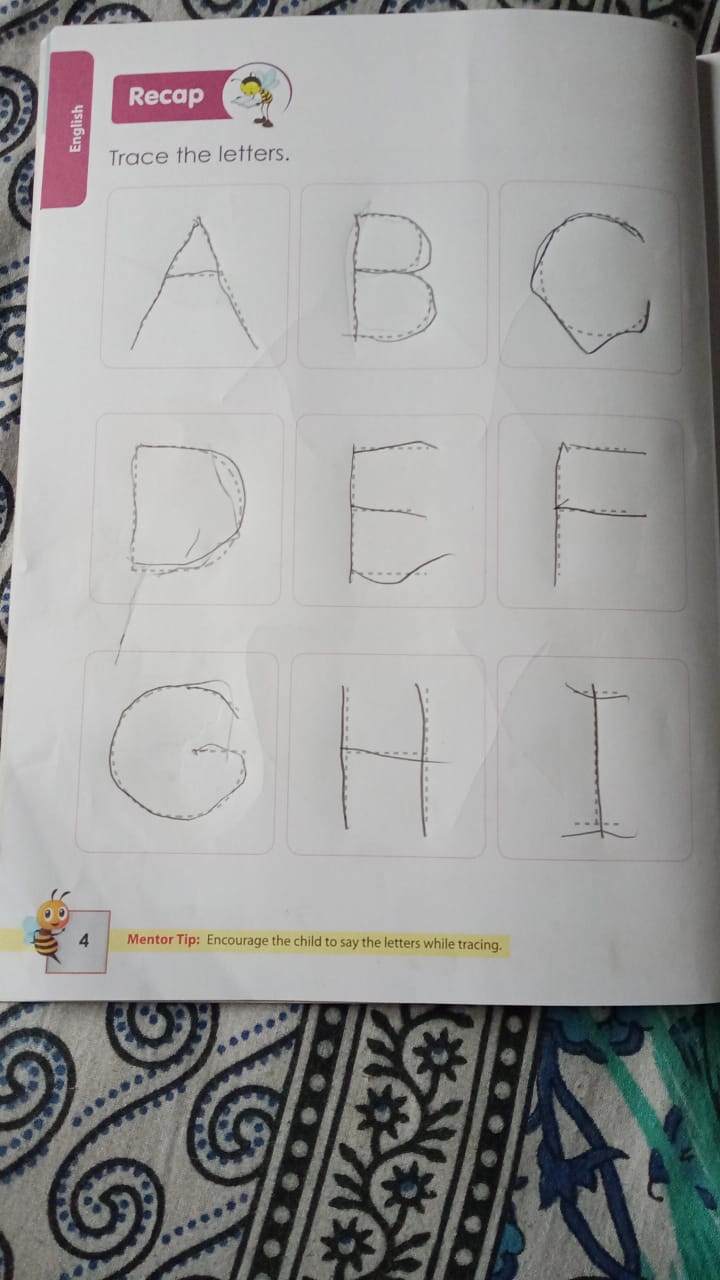 English
Recap
Trace the letters.
A B C
D E F
G H I
4
Mentor Tip: Encourage the child to say the letters while tracing.